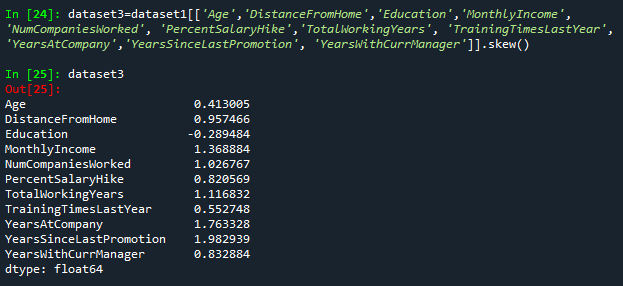 In [24]: dataset3=dataset1[['Age','DistanceFromHome','Education','MonthlyIncome',
'NumCompaniesWorked', 'PercentSalaryHike','TotalWorkingYears', 'TrainingTimesLastYear',
'YearsAtCompany','YearsSinceLastPromotion', 'YearsWithCurrManager']].skew()
In [25]: dataset3
Out[25]:
Age 0.413005
DistanceFromHome 0.957466
Education -0.289484
MonthlyIncome 1.368884
NumCompaniesWorked 1.026767
PercentSalaryHike 0.820569
TotalWorkingYears 1.116832
TrainingTimesLastYear 0.552748
YearsAtCompany 1.763328
YearsSinceLastPromotion 1.982939
YearsWithCurrManager 0.832884
dtype: float64